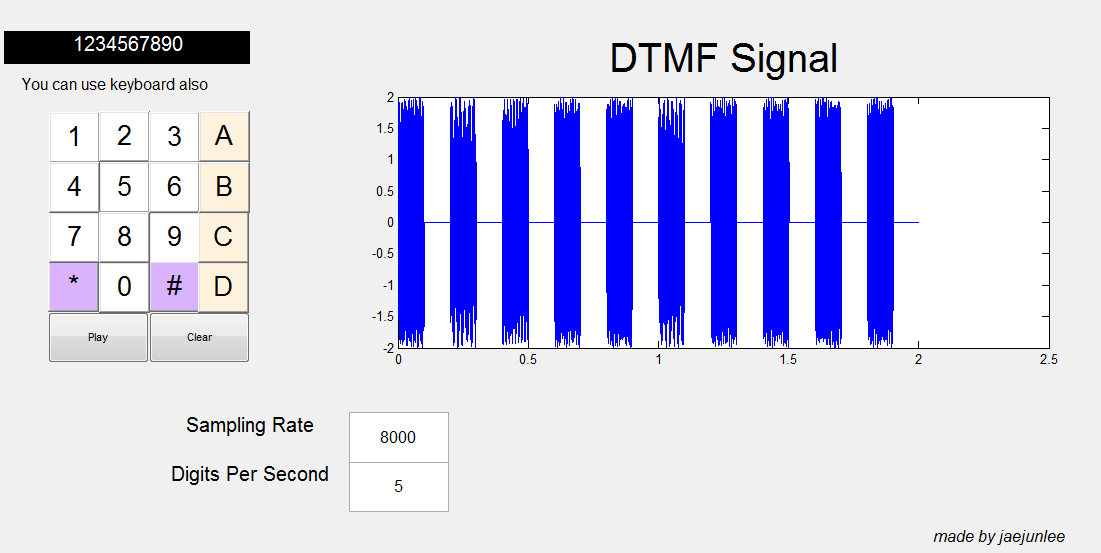 1234567890
You can use keyboard also
1 2 3 A
4 5 6 B
7 8 9 C
* 0 # D
Play Clear
DTMF Signal
2
1.5
1
0.5
0
-0.5
-1
-1.5
-2
0 0.5 1 1.5 2 2.5
Sampling Rate 8000
Digits Per Second 5
made by jaejunlee